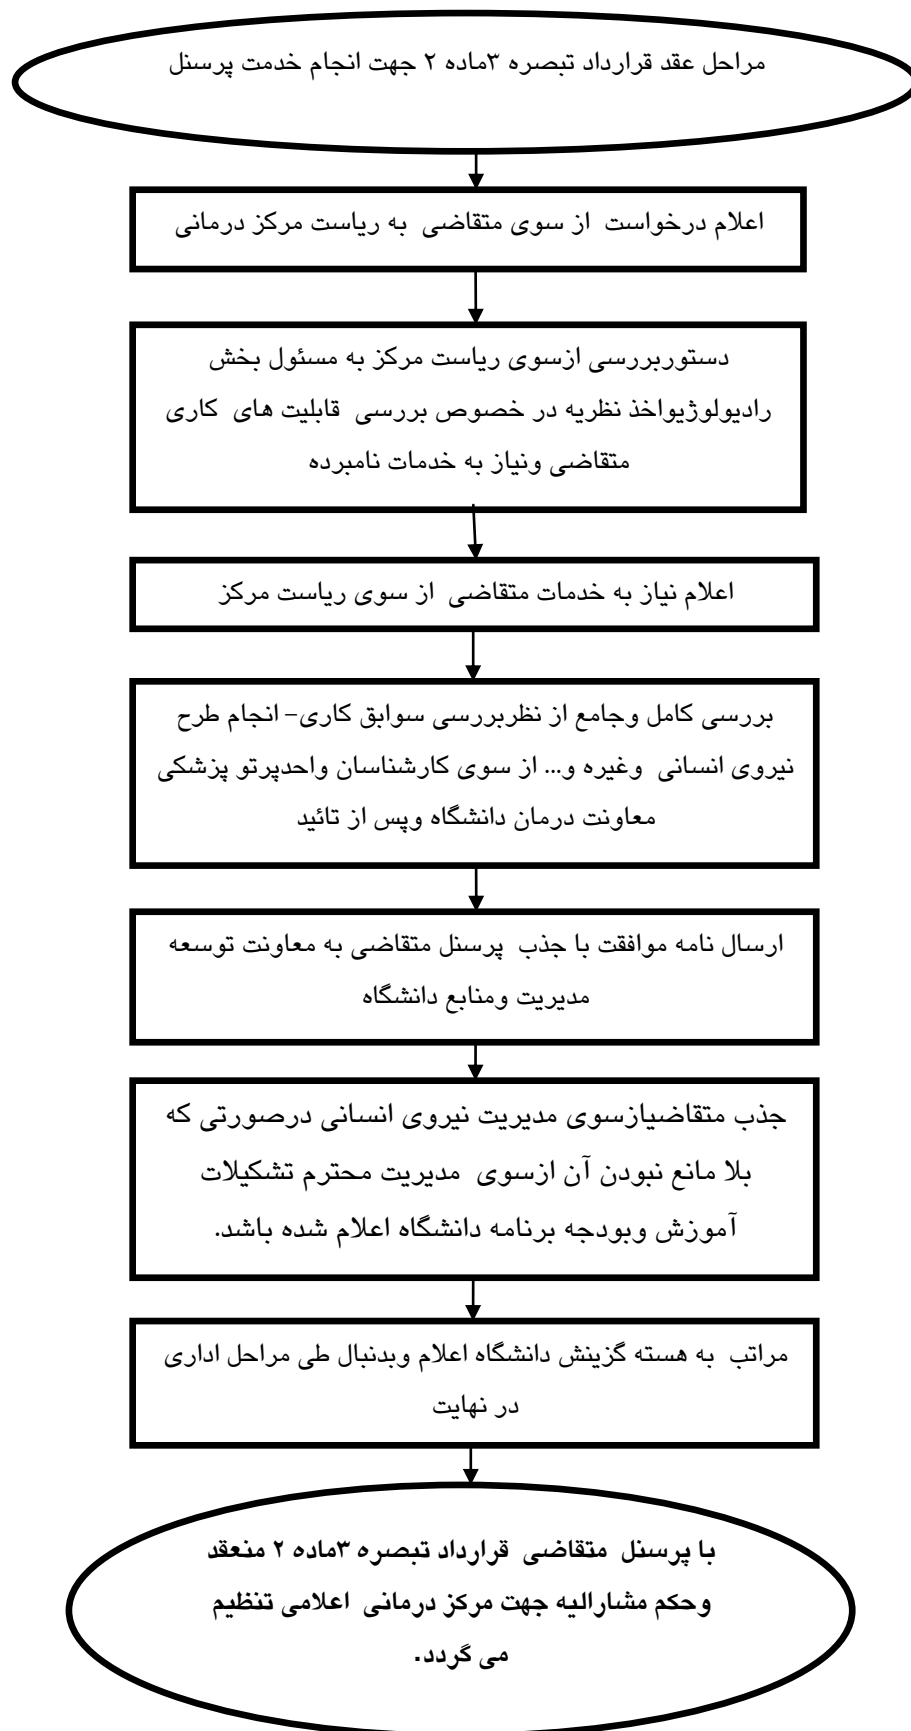 مراحل عقد قرارداد تبصره ۳ماده ۲ جهت انجام خدمت پرسنل
اعلام درخواست از سوی متقاضی به ریاست مرکز درمانی
دستوربررسی ازسوی ریاست مرکز به مسئول بخش
رادیولوژیواخذ نظریه در خصوص بررسی قابلیت های کاری
متقاضی ونیاز به خدمات نامبرده
اعلام نیاز به خدمات متقاضی از سوی ریاست مرکز
بررسی کامل وجامع از نظربررسی سوابق کاری– انجام طرح
نیروی انسانی وغیره و... از سوی کارشناسان واحدپرتو پزشکی
معاونت درمان دانشگاه وپس از تائید
ارسال نامه موافقت با جذب پرسنل متقاضی به معاونت توسعه
مدیریت ومنابع دانشگاه
جذب متقاضیازسوی مدیریت نیروی انسانی درصورتی که
بلا مانع نبودن آن ازسوی مدیریت محترم تشکیلات
آموزش وبودجه برنامه دانشگاه اعلام شده باشد.
مراتب به هسته گزینش دانشگاه اعلام وبدنبال طی مراحل اداری
در نهایت
با پرسنل متقاضی قرارداد تبصره ۳ماده ۲ منعقد
وحکم مشارالیه جهت مرکز درمانی اعلامی تنظیم
می گردد.